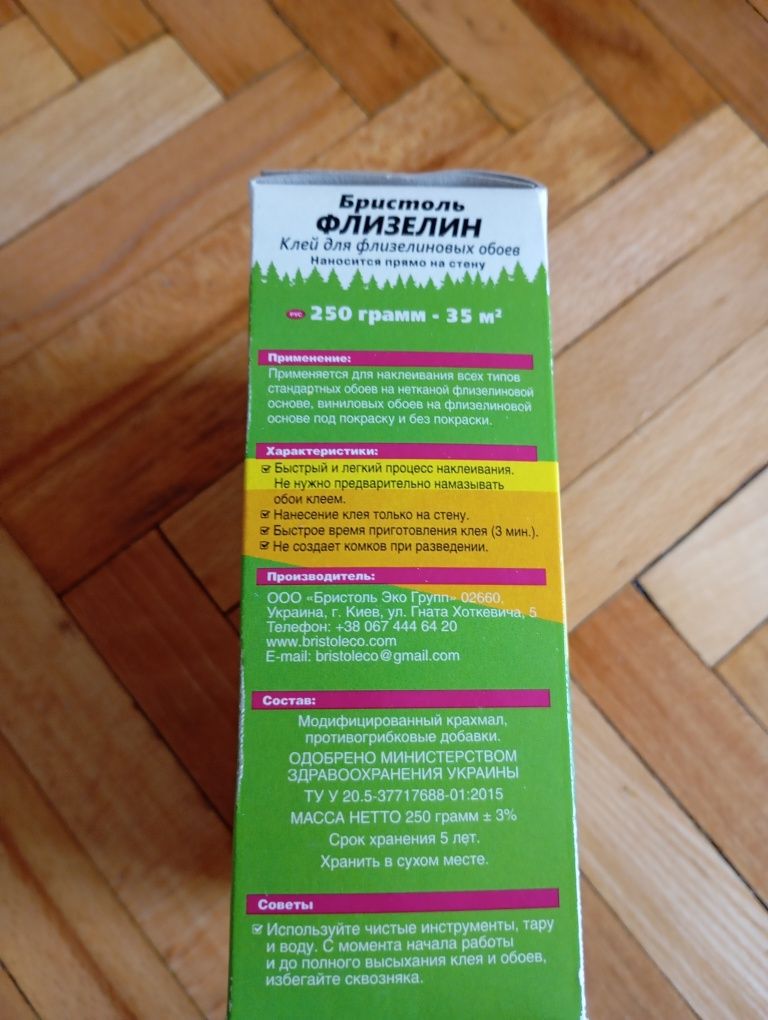 Бристоль
ФЛИЗЕЛИН
Клей для флизелиновых обоев
Наносится прямо на стену
РУС 250 грамм - 35 м²
Применение:
Применяется для наклеивания всех типов
стандартных обоев на нетканой флизелиновой
основе, виниловых обоев на флизелиновой
основе под покраску и без покраски.
Характеристики:
Быстрый и легкий процесс наклеивания.
Не нужно предварительно намазывать
обои клеем.
Нанесение клея только на стену.
Быстрое время приготовления клея (3 мин.).
Не создает комков при разведении.
Производитель:
ООО «Бристоль Эко Групп» 02660,
Украина, г. Киев, ул. Гната Хоткевича, 5
Телефон: +38 067 444 64 20
www.bristoleco.com
E-mail: bristoleco@gmail.com
Состав:
Модифицированный крахмал,
противогрибковые добавки.
ОДОБРЕНО МИНИСТЕРСТВОМ
ЗДРАВООХРАНЕНИЯ УКРАИНЫ
ТУ У 20.5-37717688-01:2015
МАССА НЕТТО 250 грамм ± 3%
Срок хранения 5 лет.
Хранить в сухом месте.
Советы
Используйте чистые инструменты, тару
и воду. С момента начала работы
и до полного высыхания клея и обоев,
избегайте сквозняка.